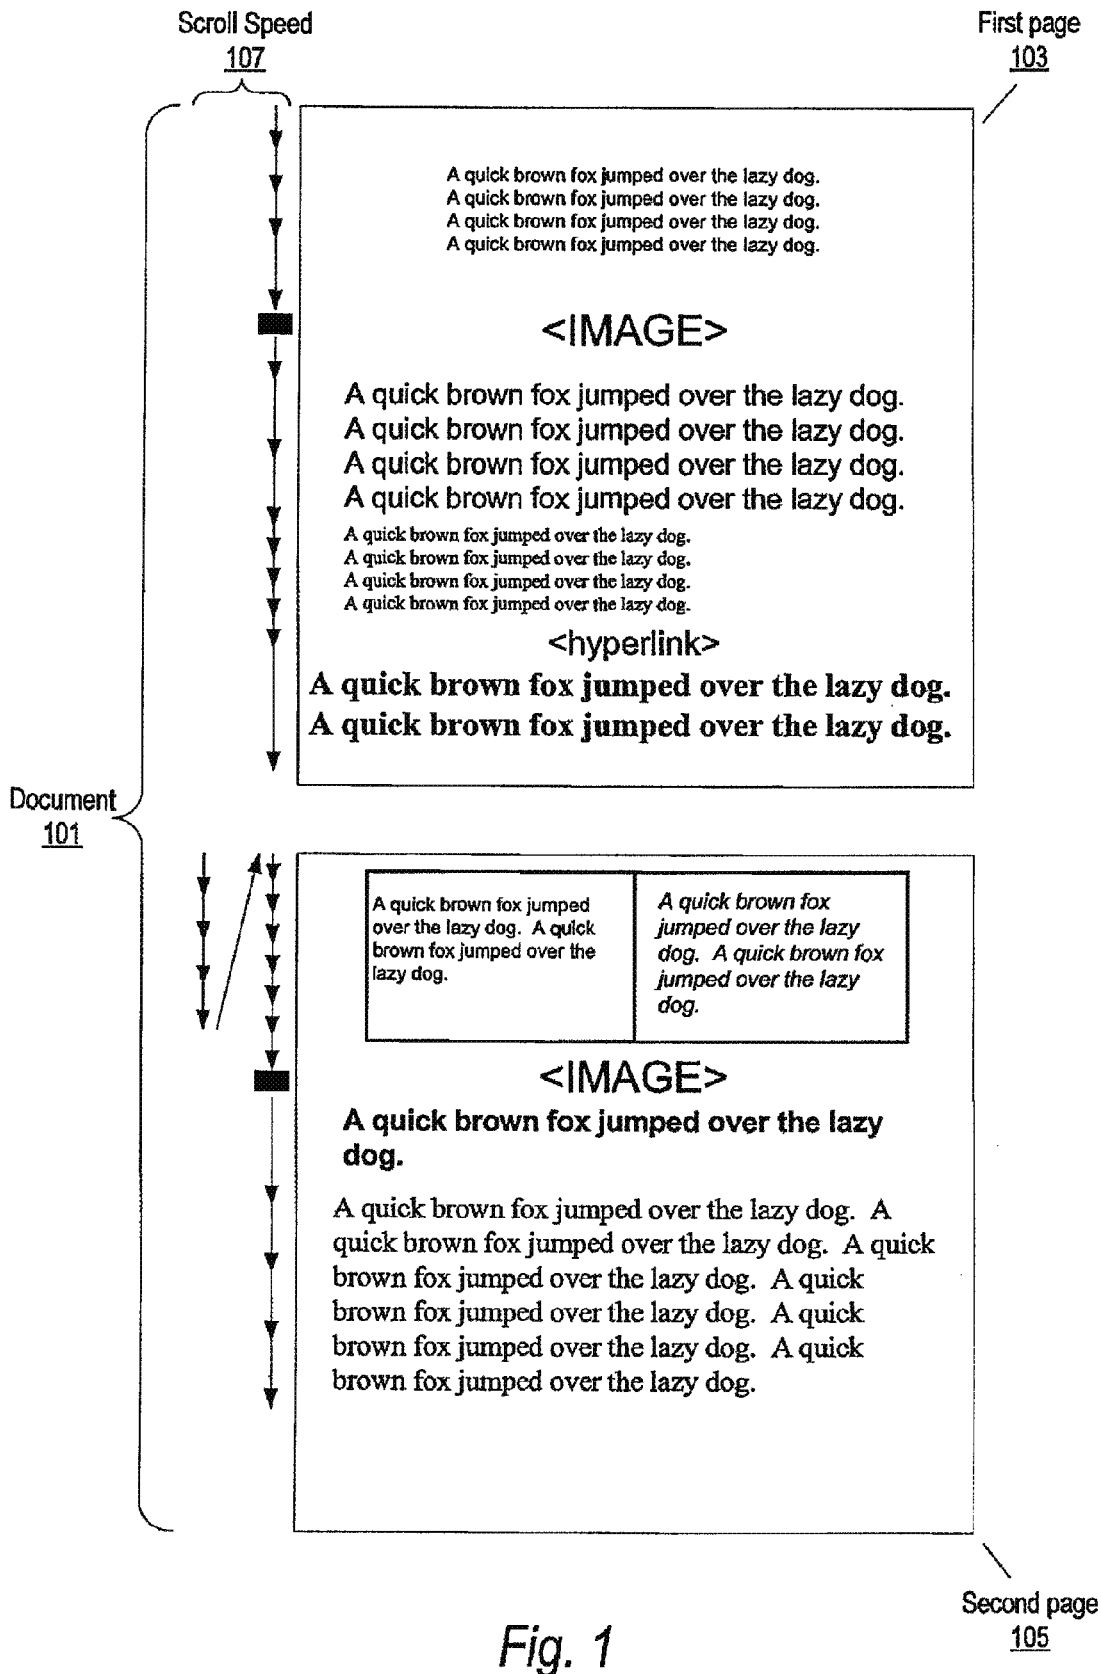 Scroll Speed
107
First page
103
A quick brown fox jumped over the lazy dog.
A quick brown fox jumped over the lazy dog.
A quick brown fox jumped over the lazy dog.
A quick brown fox jumped over the lazy dog.
<IMAGE>
A quick brown fox jumped over the lazy dog.
A quick brown fox jumped over the lazy dog.
A quick brown fox jumped over the lazy dog.
A quick brown fox jumped over the lazy dog.
A quick brown fox jumped over the lazy dog.
A quick brown fox jumped over the lazy dog.
A quick brown fox jumped over the lazy dog.
A quick brown fox jumped over the lazy dog.
<hyperlink>
A quick brown fox jumped over the lazy dog.
A quick brown fox jumped over the lazy dog.
Document
101
A quick brown fox jumped
over the lazy dog. A quick
brown fox jumped over the
lazy dog.
A quick brown fox
jumped over the lazy
dog. A quick brown fox
jumped over the lazy
dog.
<IMAGE>
A quick brown fox jumped over the lazy
dog.
A quick brown fox jumped over the lazy dog. A
quick brown fox jumped over the lazy dog. A quick
brown fox jumped over the lazy dog. A quick
brown fox jumped over the lazy dog. A quick
brown fox jumped over the lazy dog. A quick
brown fox jumped over the lazy dog.
Second page
105
Fig. 1